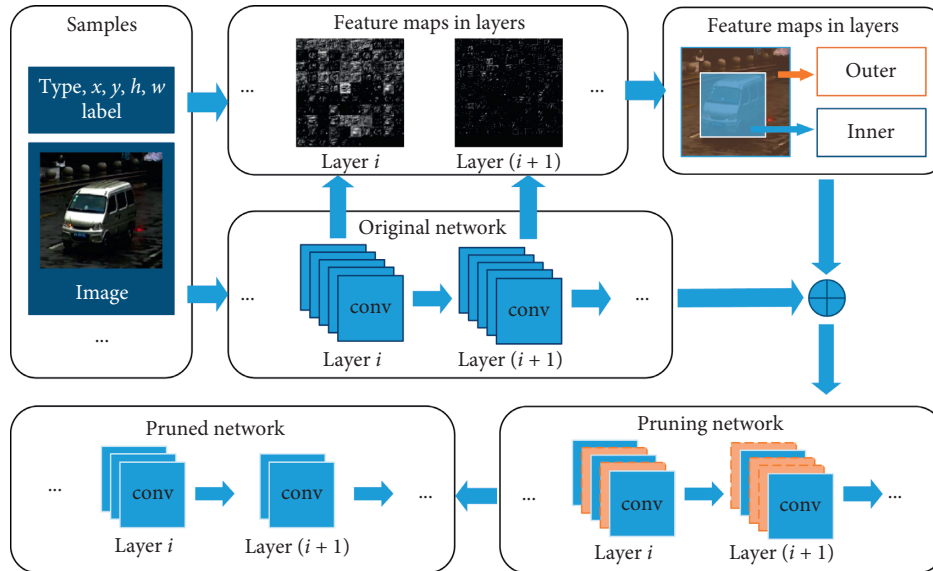 Samples
Type, x, y, h, w
label
Image
...
Feature maps in layers
...
Layer i
Layer (i + 1)
...
Feature maps in layers
Outer
Inner
Original network
...
conv
conv
...
Layer i
Layer (i + 1)
Pruned network
...
conv
conv
...
Layer i
Layer (i + 1)
Pruning network
...
conv
conv
...
Layer i
Layer (i + 1)